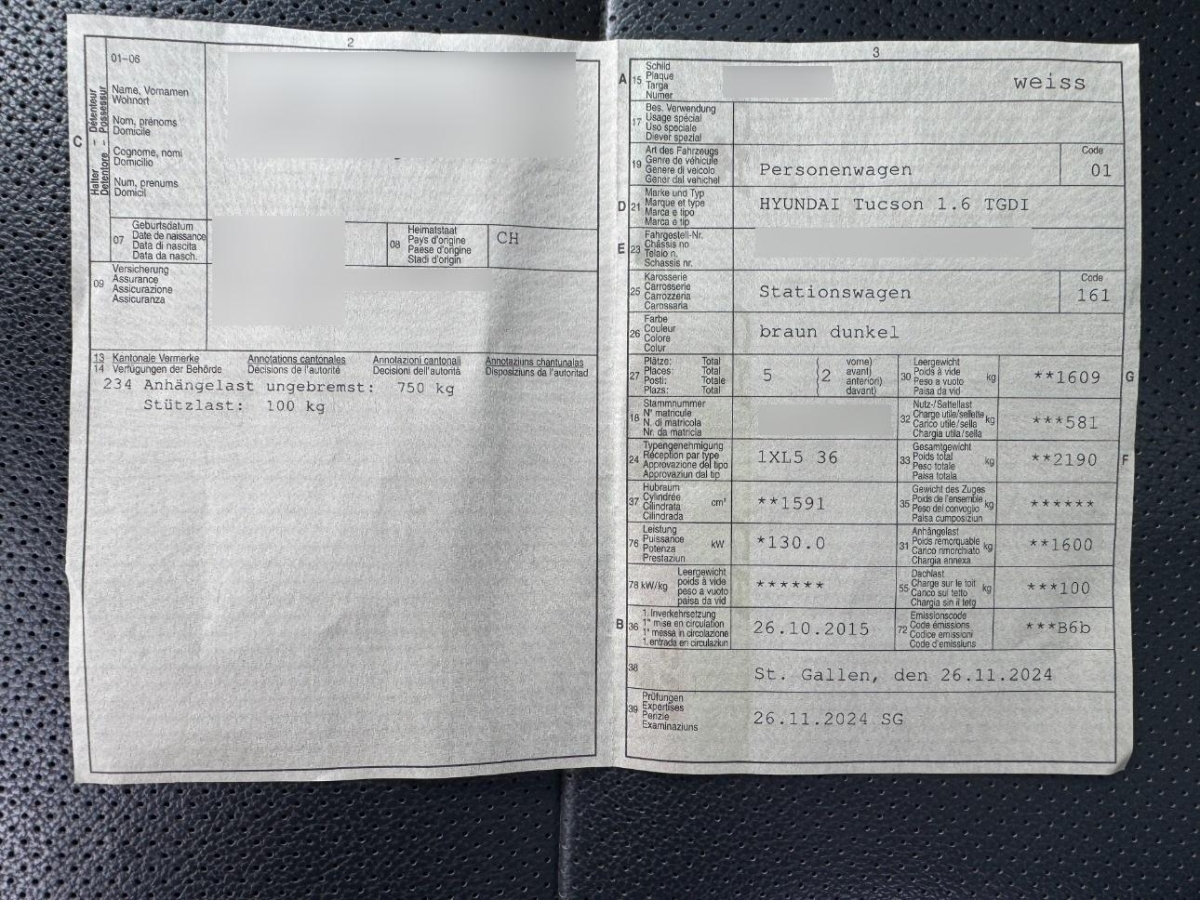 2
01-06
Name, Vornamen
Wohnort
Nom, prénoms
Domicile
Cognome, nomi
Domicilio
Num, prenums
Domicil
C
Halter - Détenteur
Detentore - Possessur
07
Geburtsdatum
Date de naissance
Data di nascita
Data da nasch.
08
Heimatstaat
Pays d'origine
Paese d'origine
Stadi d'origin
CH
09
Versicherung
Assurance
Assicurazione
Assicuranza
13 Kantonale Vermerke Annotations cantonales Annotazioni cantonali Annotaziuns chantunalas
14 Verfügungen der Behörde Décisions de l'autorité Decisioni dell'autorità Disposiziuns da l'autoritad
234 Anhängelast ungebremst: 750 kg
Stützlast: 100 kg
3
A 15
Schild
Plaque
Targa
Numer
weiss
17
Bes. Verwendung
Usage spécial
Uso speciale
Diever spezial
19
Art des Fahrzeugs
Genre de véhicule
Genere di veicolo
Gener dal vehichel
Personenwagen
Code
01
D 21
Marke und Typ
Marque et type
Marca e tipo
Marca e tip
HYUNDAI Tucson 1.6 TGDI
E 23
Fahrgestell-Nr.
Châssis no
Telaio n.
Schassis nr.
25
Karosserie
Carrosserie
Carrozzeria
Carossaria
Stationswagen
Code
161
26
Farbe
Couleur
Colore
Colur
braun dunkel
27
Plätze: Total
Places: Total
Posti: Totale
Plazs: Total
5 (2
vorne)
avant)
anteriori)
davant)
30
Leergewicht
Poids à vide
Peso a vuoto
Paisa da vid
kg
**1609
G
18
Stammnummer
N° matricule
N. di matricola
Nr. da matricla
32
Nutz-/Sattellast
Charge utile/sellette
Carico utile/sella
Chargia utila/sella
kg
***581
24
Typengenehmigung
Réception par type
Approvazione del tipo
Approvaziun dal tip
1XL5 36
33
Gesamtgewicht
Poids total
Peso totale
Paisa totala
kg
**2190
F
37
Hubraum
Cylindrée
Cilindrata
Cilindrada
cm³
**1591
35
Gewicht des Zuges
Poids de l'ensemble
Peso del convoglio
Paisa cumposiziun
kg
******
76
Leistung
Puissance
Potenza
Prestaziun
kW
*130.0
31
Anhängelast
Poids remorquable
Carico rimorchiato
Chargia annexa
kg
**1600
78 kW/kg
Leergewicht
poids à vide
peso a vuoto
paisa da vid
******
55
Dachlast
Charge sur le toit
Carico sul tetto
Chargia sin il tetg
kg
***100
B 36
1. Inverkehrsetzung
1re mise en circulation
1a messa in circolazione
1. entrada en circulaziun
26.10.2015
72
Emissionscode
Code émissions
Codice emissioni
Code d'emissiuns
***B6b
38
St. Gallen, den 26.11.2024
39
Prüfungen
Expertises
Perizie
Examinaziuns
26.11.2024 SG